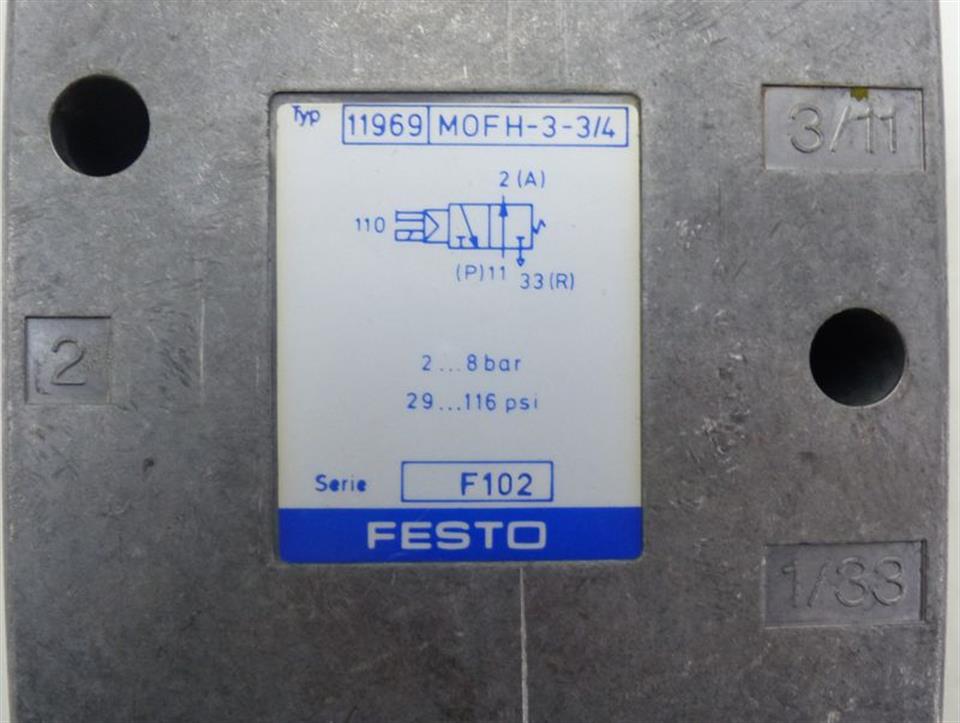 Typ 11969 MOFH-3-3/4
3/11
2 (A)
110
(P)11 33(R)
2
2...8 bar
29...116 psi
Serie F102
FESTO
1/33